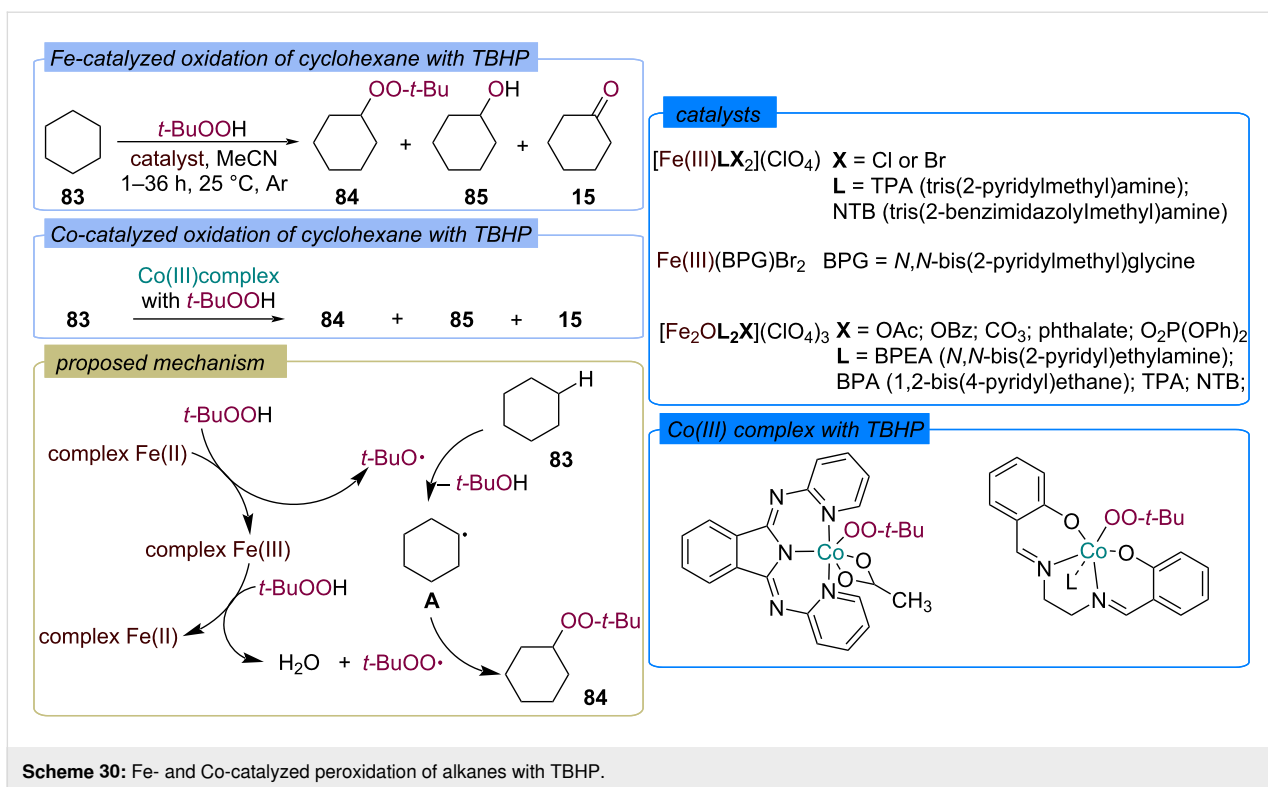 Fe-catalyzed oxidation of cyclohexane with TBHP
OO-t-Bu
OH
O
t-BuOOH
catalyst, MeCN
1–36 h, 25 °C, Ar
+
+
83
84
85
15
Co-catalyzed oxidation of cyclohexane with TBHP
Co(III)complex
with t-BuOOH
83 84 + 85 + 15
proposed mechanism
t-BuOOH
complex Fe(II)
t-BuO•
H
83
– t-BuOH
complex Fe(III)
•
t-BuOOH
A
complex Fe(II)
H2O + t-BuOO•
OO-t-Bu
84
catalysts
[Fe(III)LX2](ClO4) X = Cl or Br
L = TPA (tris(2-pyridylmethyl)amine);
NTB (tris(2-benzimidazolylmethyl)amine)
Fe(III)(BPG)Br2 BPG = N,N-bis(2-pyridylmethyl)glycine
[Fe2OL2X](ClO4)3 X = OAc; OBz; CO3; phthalate; O2P(OPh)2
L = BPEA (N,N-bis(2-pyridyl)ethylamine);
BPA (1,2-bis(4-pyridyl)ethane); TPA; NTB;
Co(III) complex with TBHP
N
N
OO-t-Bu
N
Co
O
O
N
N
CH3
O
OO-t-Bu
Co
O
N
L
N
Scheme 30: Fe- and Co-catalyzed peroxidation of alkanes with TBHP.